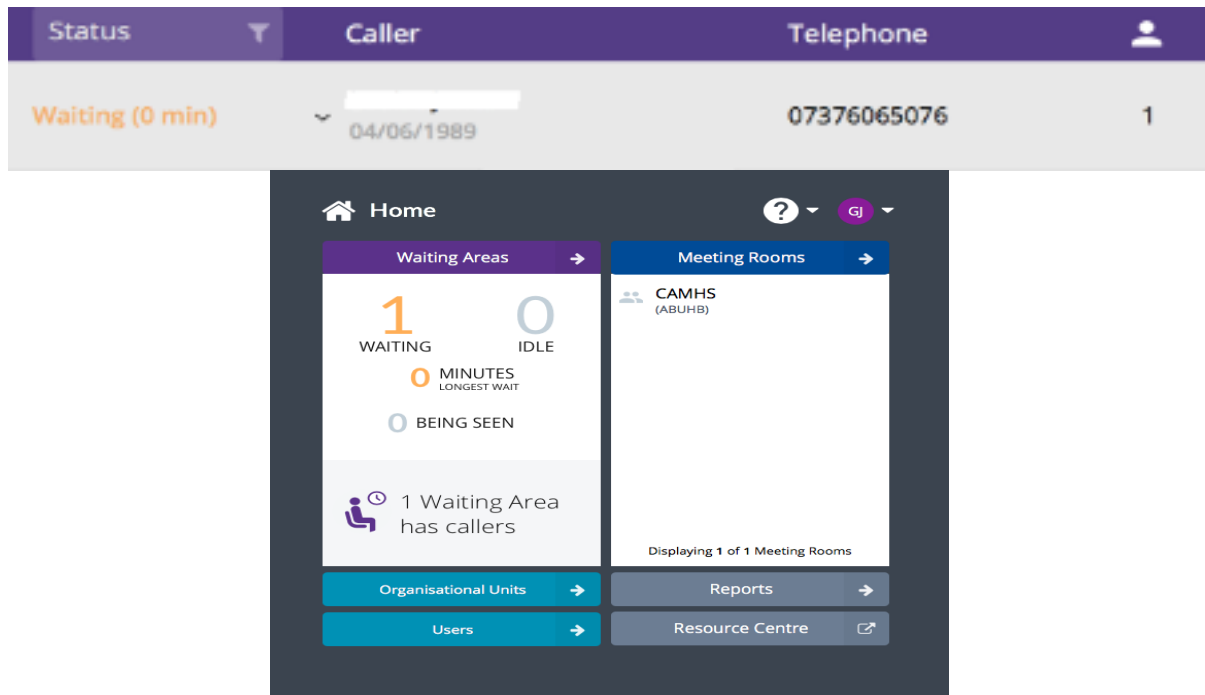 Status Caller Telephone
Waiting (0 min) 04/06/1989 07376065076 1
Home ? GJ
Waiting Areas Meeting Rooms
1 0 CAMHS
(ABUHB)
WAITING IDLE
0 MINUTES
LONGEST WAIT
0 BEING SEEN
1 Waiting Area
has callers
Displaying 1 of 1 Meeting Rooms
Organisational Units Reports
Users Resource Centre